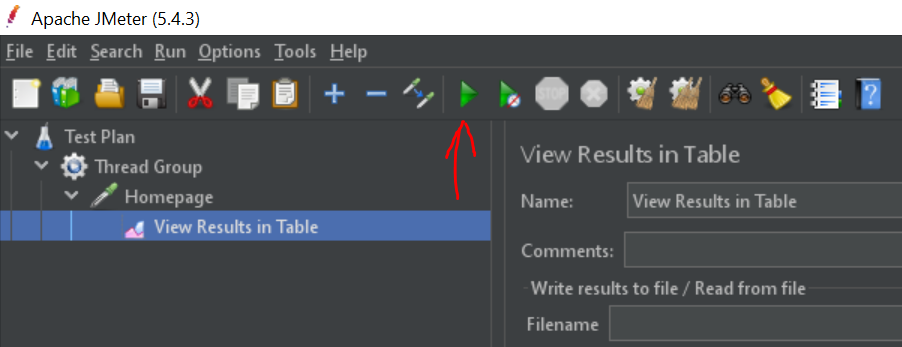 Apache JMeter (5.4.3)
File Edit Search Run Options Tools Help
STOP
Test Plan
Thread Group
Homepage
View Results in Table
View Results in Table
Name: View Results in Table
Comments:
Write results to file / Read from file
Filename